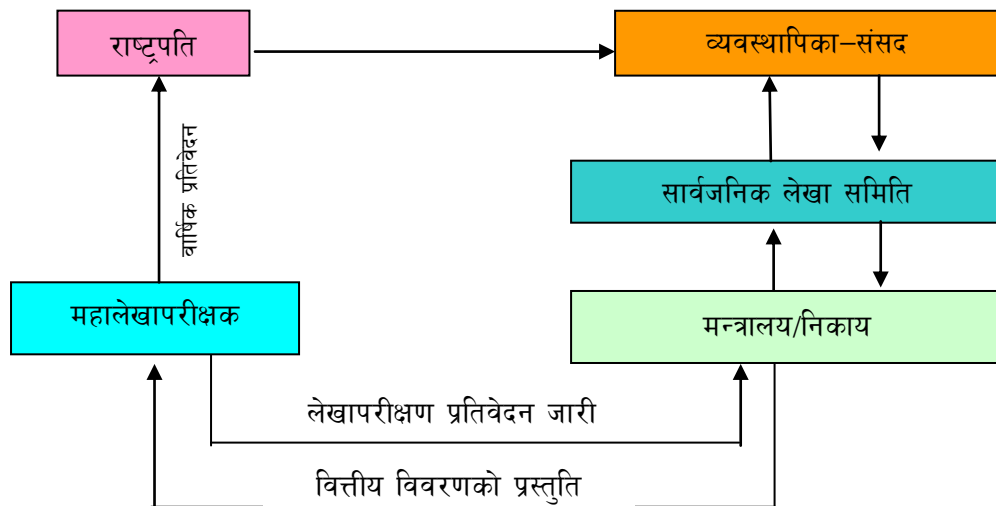 राष्ट्रपति
व्यवस्थापिका–संसद
वार्षिक प्रतिवेदन
सार्वजनिक लेखा समिति
महालेखापरीक्षक
मन्त्रालय/निकाय
लेखापरीक्षण प्रतिवेदन जारी
वित्तीय विवरणको प्रस्तुति